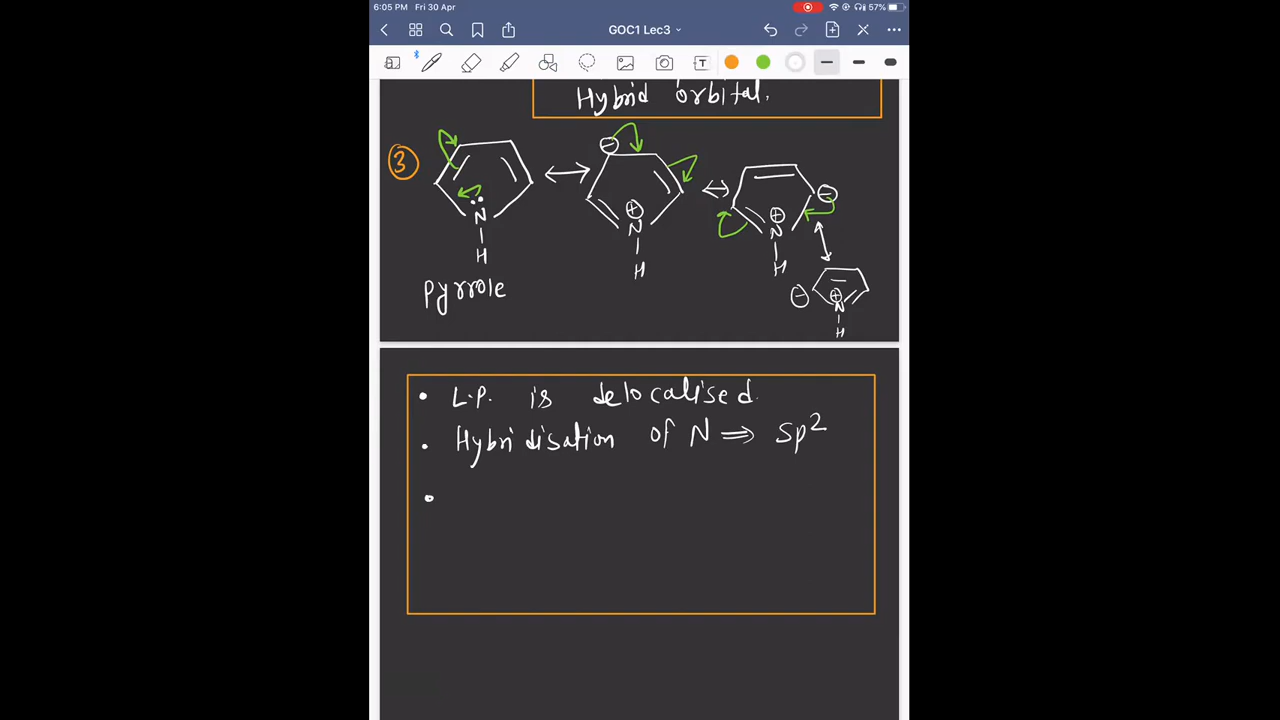 6:05 PM Fri 30 Apr
57%
GOC1 Lec3
T
Hybrid orbital.
3
N
H
Pyrrole
⊖
⊕
N
H
⊖
⊕
N
H
⊖
⊕
N
H
• L.P. is delocalised.
• Hybridisation of N ⇒ sp²
•